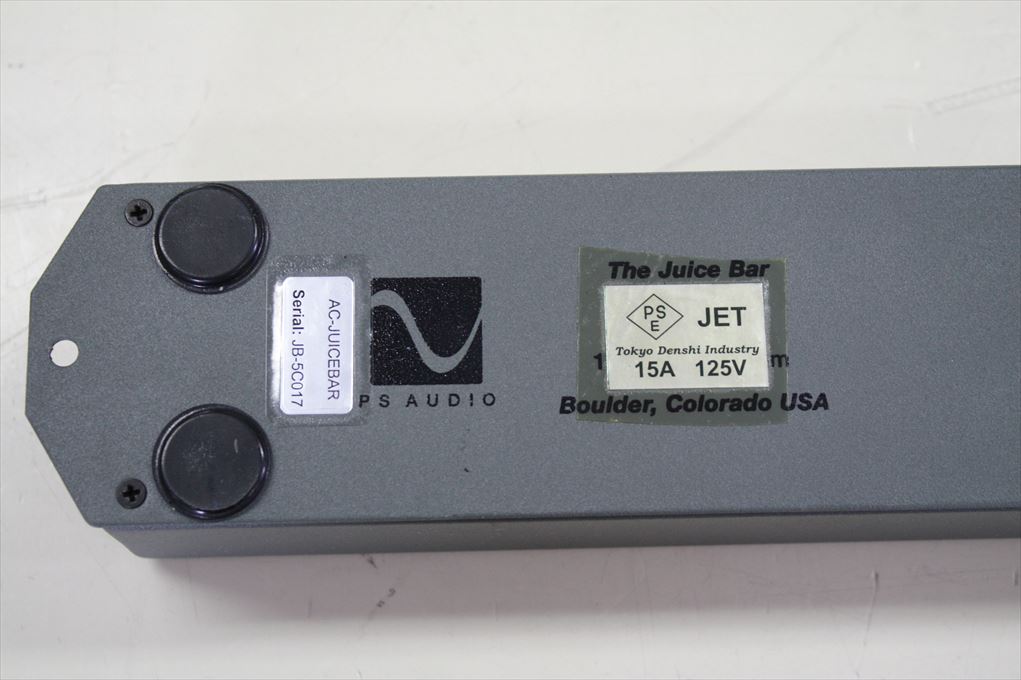 AC-JUICEBAR
Serial: JB-5C017
PS AUDIO
The Juice Bar
PSE JET
Tokyo Denshi Industry
15A 125V
Boulder, Colorado USA